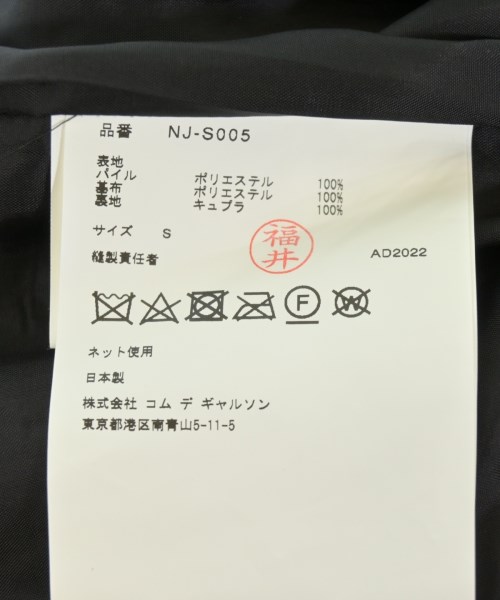 品番 NJ-S005
表地
パイル ポリエステル 100%
基布 ポリエステル 100%
裏地 キュプラ 100%
サイズ S
縫製責任者 福井 AD2022
F W
ネット使用
日本製
株式会社 コム デ ギャルソン
東京都港区南青山5-11-5